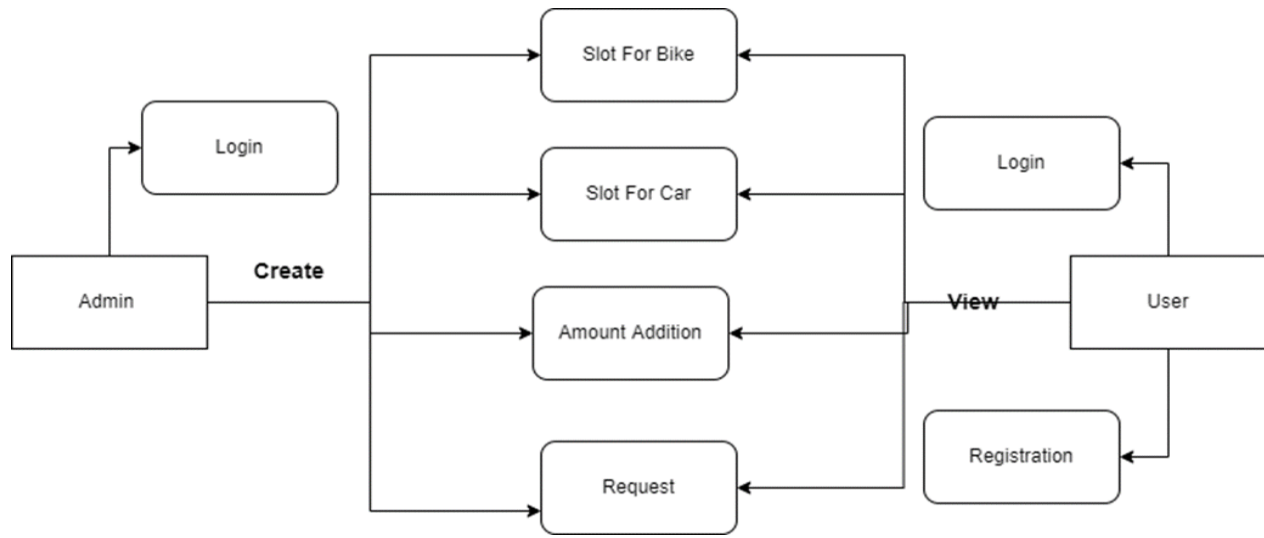 Slot For Bike
Login
Login
Slot For Car
Create
Admin
View
User
Amount Addition
Registration
Request